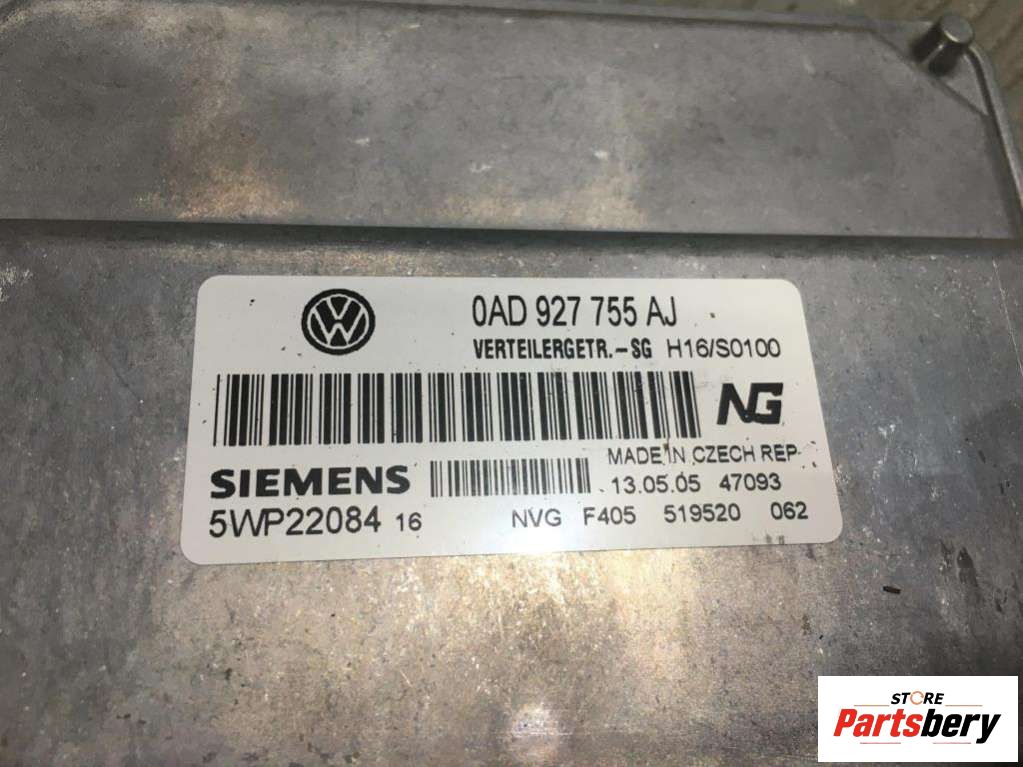 VW
0AD 927 755 AJ
VERTEILERGETR.-SG H16/S0100
NG
MADE IN CZECH REP
SIEMENS
13.05.05 47093
5WP22084 16
NVG F405 519520 062
STORE
Partsbery